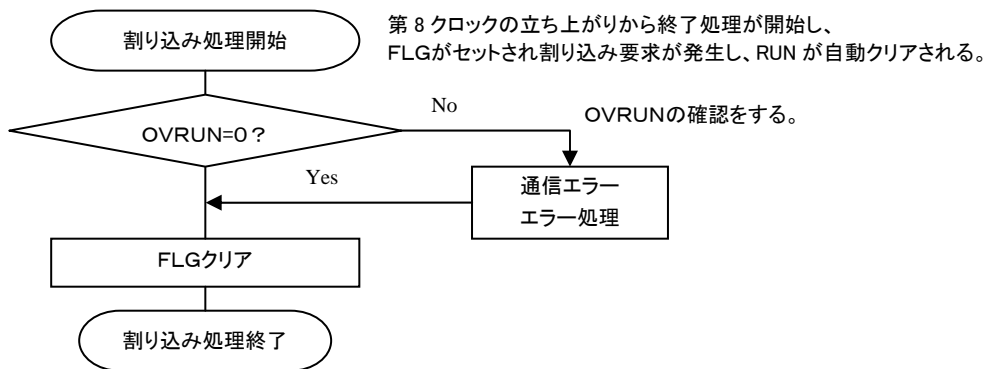 割り込み処理開始
第 8 クロックの立ち上がりから終了処理が開始し、
FLGがセットされ割り込み要求が発生し、RUN が自動クリアされる。
No
OVRUN=0?
OVRUNの確認をする。
Yes
通信エラー
エラー処理
FLGクリア
割り込み処理終了